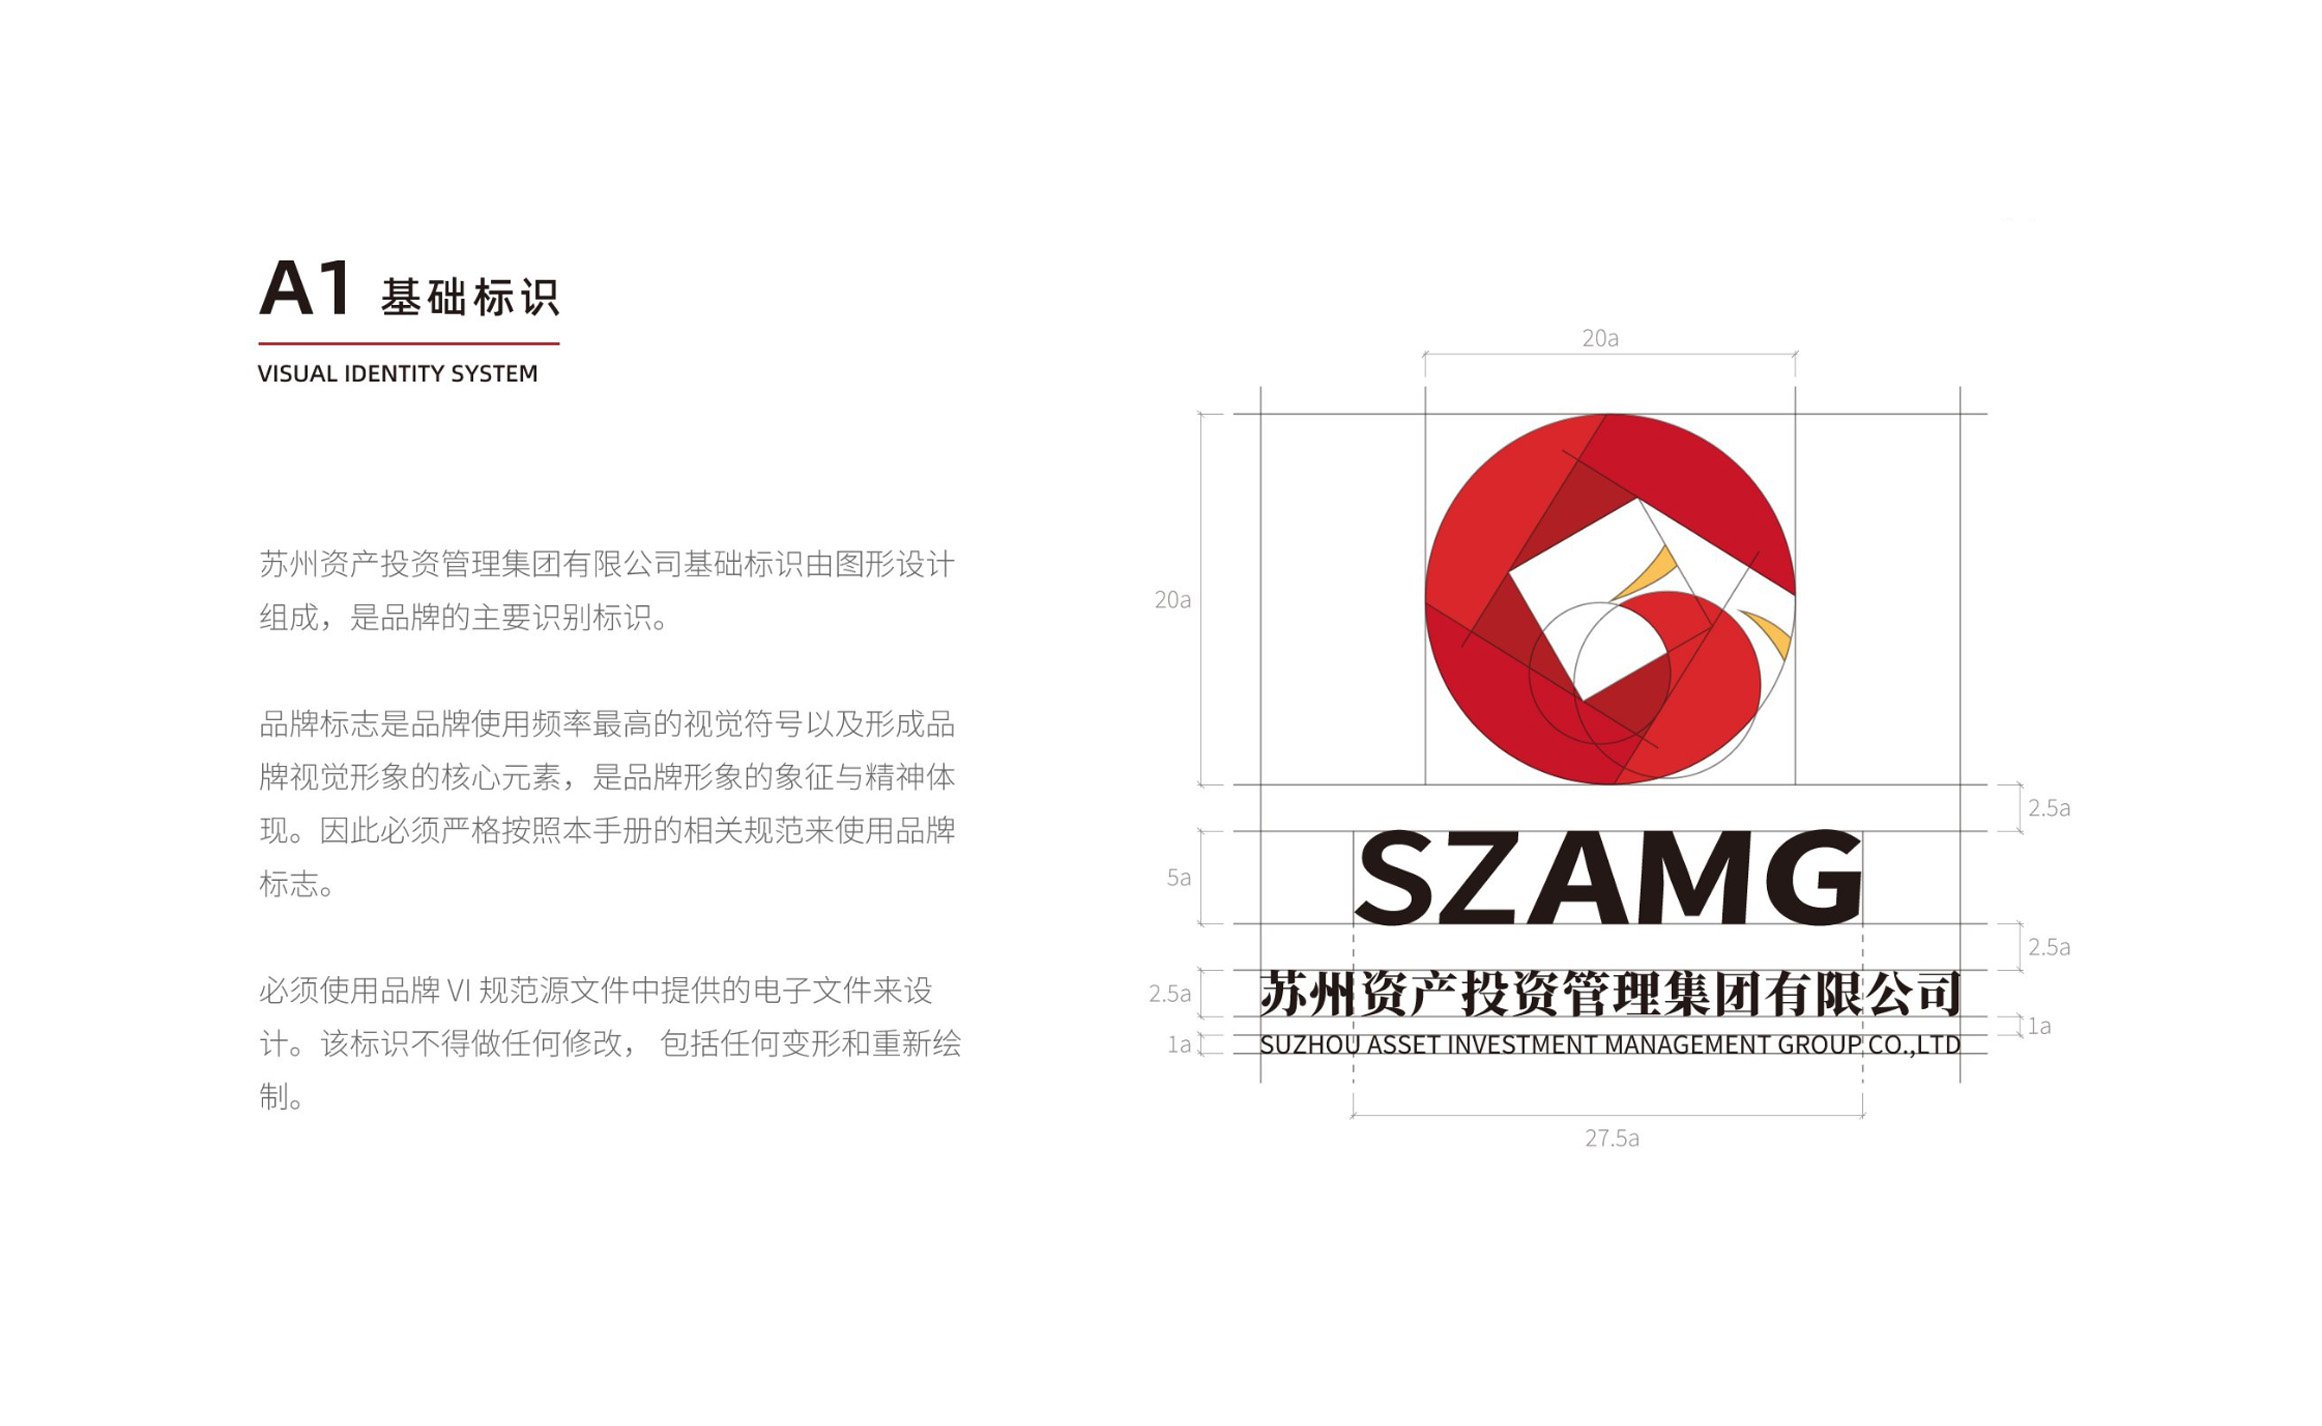 A1 基础标识
VISUAL IDENTITY SYSTEM
苏州资产投资管理集团有限公司基础标识由图形设计
组成，是品牌的主要识别标识。
品牌标志是品牌使用频率最高的视觉符号以及形成品
牌视觉形象的核心元素，是品牌形象的象征与精神体
现。因此必须严格按照本手册的相关规范来使用品牌
标志。
必须使用品牌 VI 规范源文件中提供的电子文件来设
计。该标识不得做任何修改， 包括任何变形和重新绘
制。
20a
20a
2.5a
SZAMG
5a
2.5a
苏州资产投资管理集团有限公司
2.5a
1a
SUZHOU ASSET INVESTMENT MANAGEMENT GROUP CO.,LTD
1a
27.5a